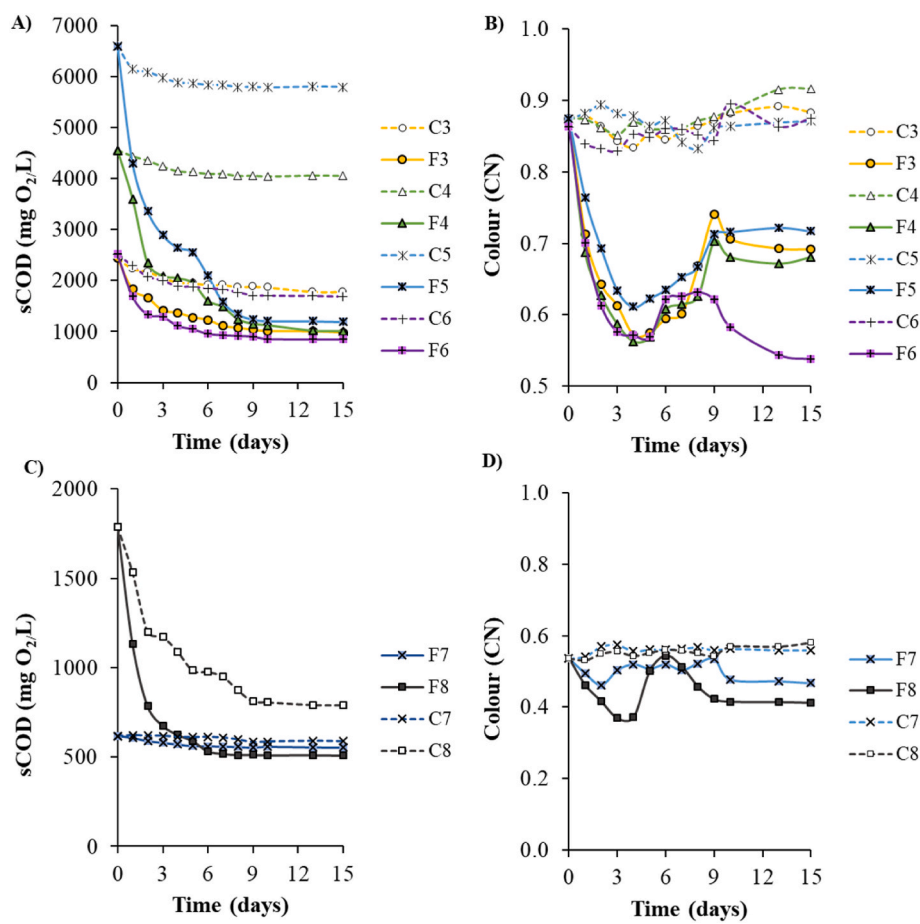 A)
sCOD (mg O2/L)
7000
6000
5000
4000
3000
2000
1000
0
0 3 6 9 12 15
Time (days)
C3
F3
C4
F4
C5
F5
C6
F6
B)
Colour (CN)
1.0
0.9
0.8
0.7
0.6
0.5
0 3 6 9 12 15
Time (days)
C3
F3
C4
F4
C5
F5
C6
F6
C)
sCOD (mg O2/L)
2000
1500
1000
500
0
0 3 6 9 12 15
Time (days)
F7
F8
C7
C8
D)
Colour (CN)
1.0
0.8
0.6
0.4
0.2
0.0
0 3 6 9 12 15
Time (days)
F7
F8
C7
C8